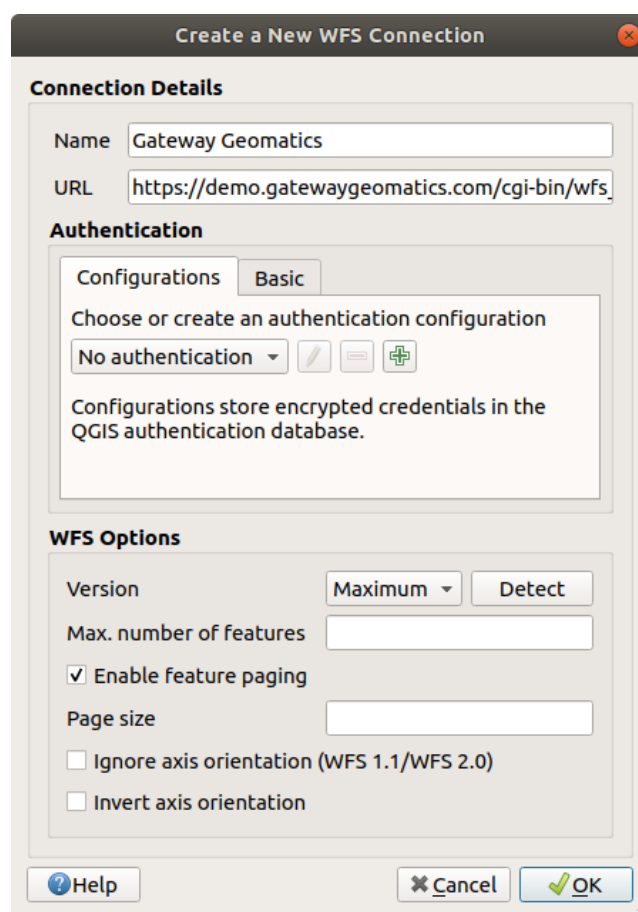 Create a New WFS Connection
Connection Details
Name Gateway Geomatics
URL https://demo.gatewaygeomatics.com/cgi-bin/wfs_
Authentication
Configurations Basic
Choose or create an authentication configuration
No authentication
Configurations store encrypted credentials in the
QGIS authentication database.
WFS Options
Version Maximum Detect
Max. number of features
Enable feature paging
Page size
Ignore axis orientation (WFS 1.1/WFS 2.0)
Invert axis orientation
Help Cancel OK